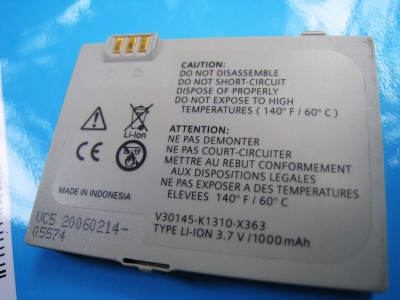 CAUTION:
DO NOT DISASSEMBLE
DO NOT SHORT-CIRCUIT
DISPOSE OF PROPERLY
DO NOT EXPOSE TO HIGH
TEMPERATURES ( 140° F / 60° C )
Li-Ion
ATTENTION:
NE PAS DEMONTER
NE PAS COURT-CIRCUITER
METTRE AU REBUT CONFORMEMENT
AUX DISPOSITIONS LEGALES
NE PAS EXPOSER A DES TEMPERATURES
ELEVEES ( 140° F / 60° C )
CE
MADE IN INDONESIA
V30145-K1310-X363
TYPE LI-ION 3.7 V / 1000 mAh
VC5 20060214-
05574